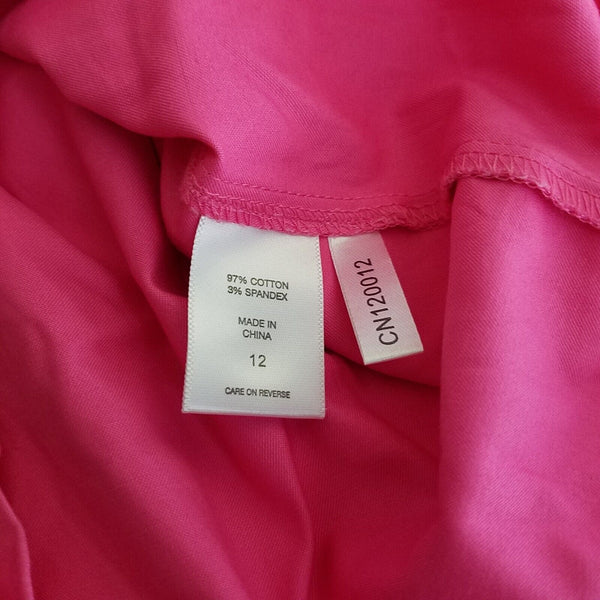 97% COTTON
3% SPANDEX
MADE IN
CHINA
12
CARE ON REVERSE
CN120012